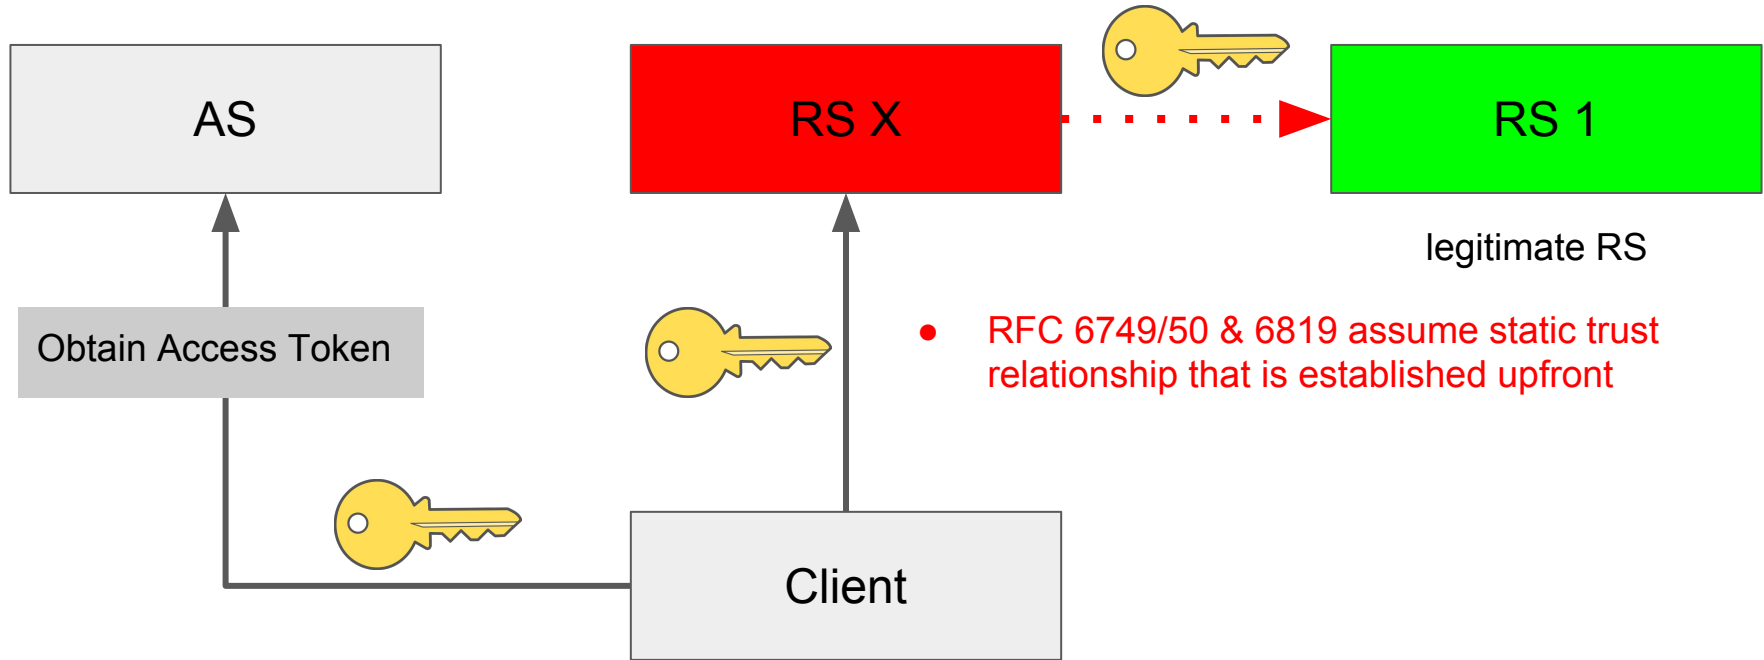 AS
RS X
RS 1
legitimate RS
Obtain Access Token
● RFC 6749/50 & 6819 assume static trust
relationship that is established upfront
Client